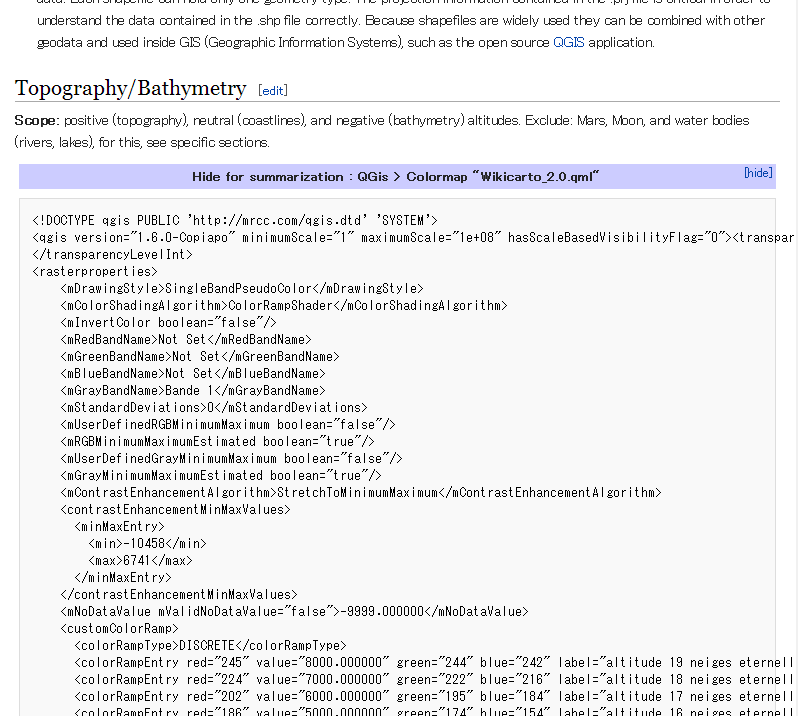 data. Each shapefile can hold only one geometry type. The projection information contained in the .prj file is critical in order to
understand the data contained in the .shp file correctly. Because shapefiles are widely used they can be combined with other
geodata and used inside GIS (Geographic Information Systems), such as the open source QGIS application.
Topography/Bathymetry [edit]
Scope: positive (topography), neutral (coastlines), and negative (bathymetry) altitudes. Exclude: Mars, Moon, and water bodies
(rivers, lakes), for this, see specific sections.
Hide for summarization : QGis > Colormap "Wikicarto_2.0.qml" [hide]
<!DOCTYPE qgis PUBLIC 'http://mrcc.com/qgis.dtd' 'SYSTEM'>
<qgis version="1.6.0-Copiapo" minimumScale="1" maximumScale="1e+08" hasScaleBasedVisibilityFlag="0"><transpar
</transparencyLevelInt>
<rasterproperties>
<mDrawingStyle>SingleBandPseudoColor</mDrawingStyle>
<mColorShadingAlgorithm>ColorRampShader</mColorShadingAlgorithm>
<mInvertColor boolean="false"/>
<mRedBandName>Not Set</mRedBandName>
<mGreenBandName>Not Set</mGreenBandName>
<mBlueBandName>Not Set</mBlueBandName>
<mGrayBandName>Bande 1</mGrayBandName>
<mStandardDeviations>0</mStandardDeviations>
<mUserDefinedRGBMinimumMaximum boolean="false"/>
<mRGBMinimumMaximumEstimated boolean="true"/>
<mUserDefinedGrayMinimumMaximum boolean="false"/>
<mGrayMinimumMaximumEstimated boolean="true"/>
<mContrastEnhancementAlgorithm>StretchToMinimumMaximum</mContrastEnhancementAlgorithm>
<contrastEnhancementMinMaxValues>
<minMaxEntry>
<min>-10458</min>
<max>6741</max>
</minMaxEntry>
</contrastEnhancementMinMaxValues>
<mNoDataValue mValidNoDataValue="false">-9999.000000</mNoDataValue>
<customColorRamp>
<colorRampType>DISCRETE</colorRampType>
<colorRampEntry red="245" value="8000.000000" green="244" blue="242" label="altitude 19 neiges eternell
<colorRampEntry red="224" value="7000.000000" green="222" blue="216" label="altitude 18 neiges eternell
<colorRampEntry red="202" value="6000.000000" green="195" blue="184" label="altitude 17 neiges eternell
<colorRampEntry red="186" value="5000.000000" green="174" blue="154" label="altitude 16 neiges eternell